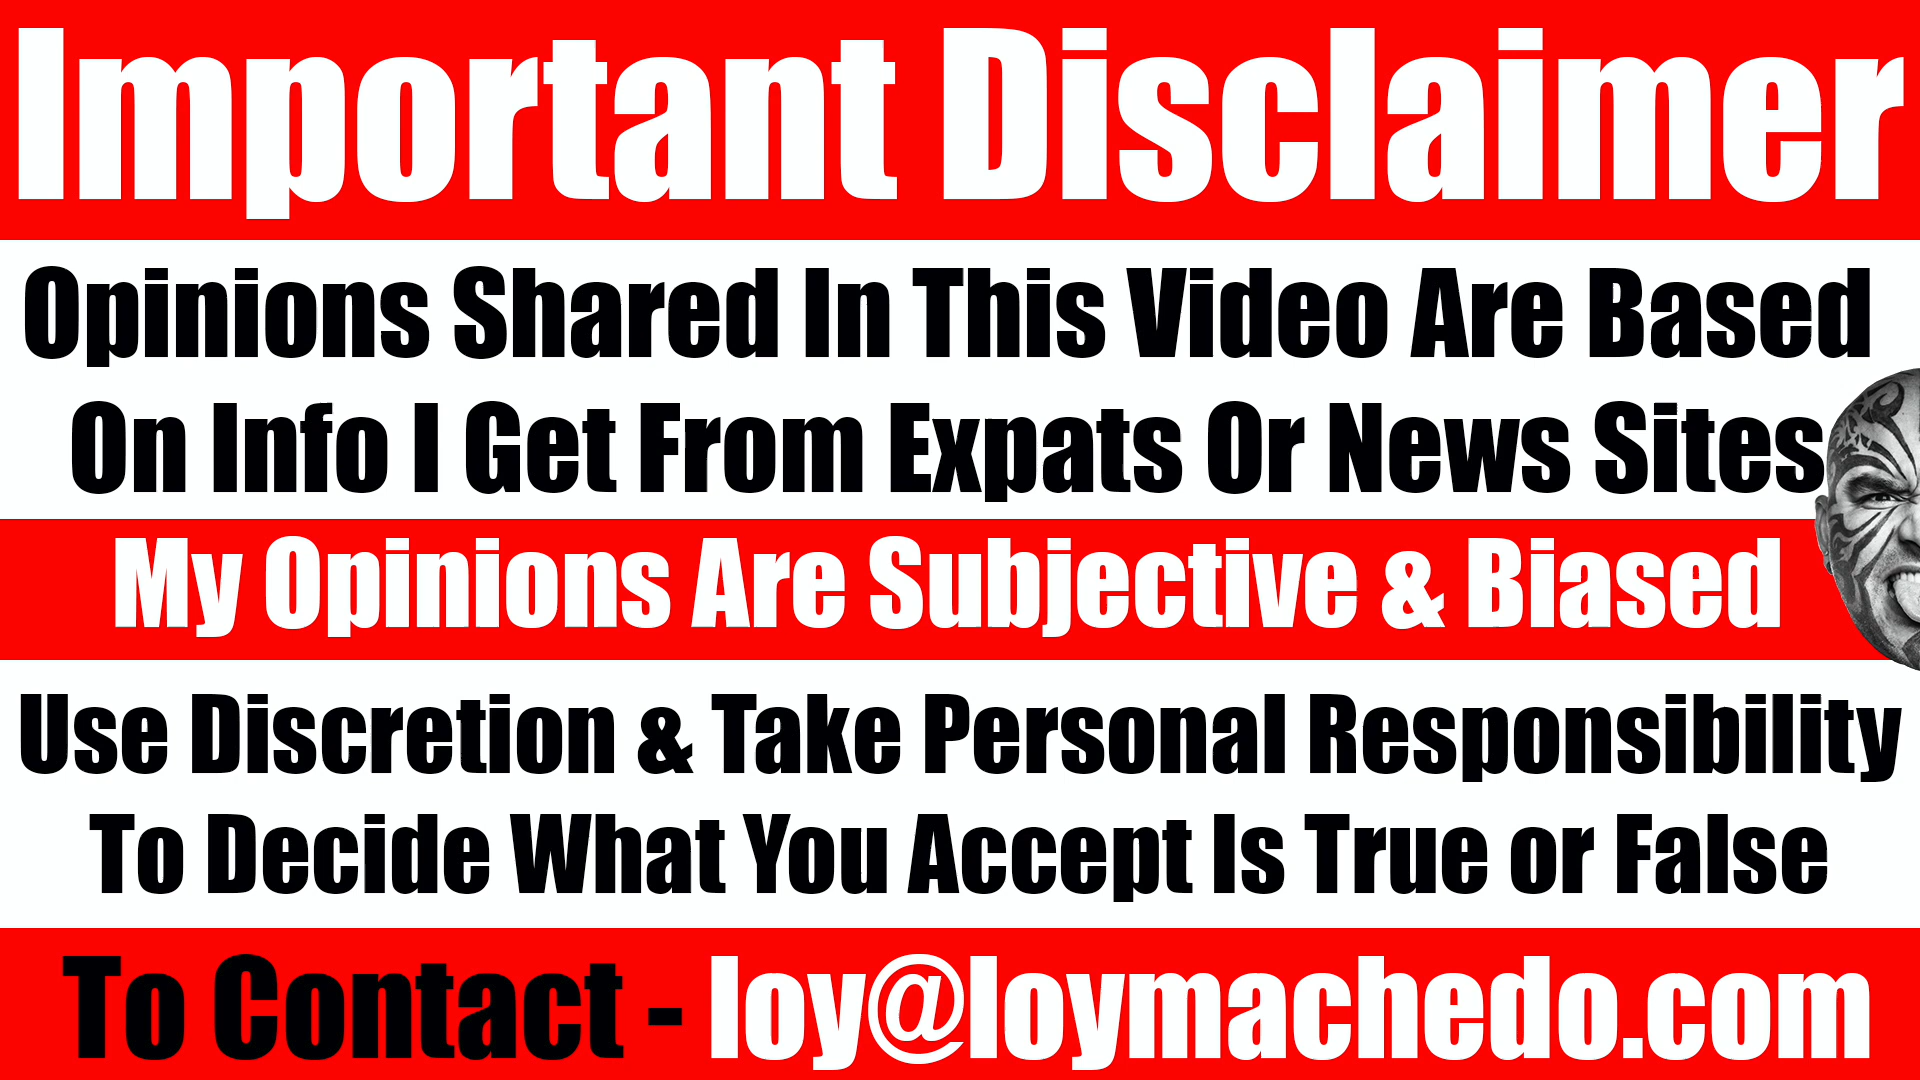 Important Disclaimer
Opinions Shared In This Video Are Based
On Info I Get From Expats Or News Sites
My Opinions Are Subjective & Biased
Use Discretion & Take Personal Responsibility
To Decide What You Accept Is True or False
To Contact - loy@loymachedo.com